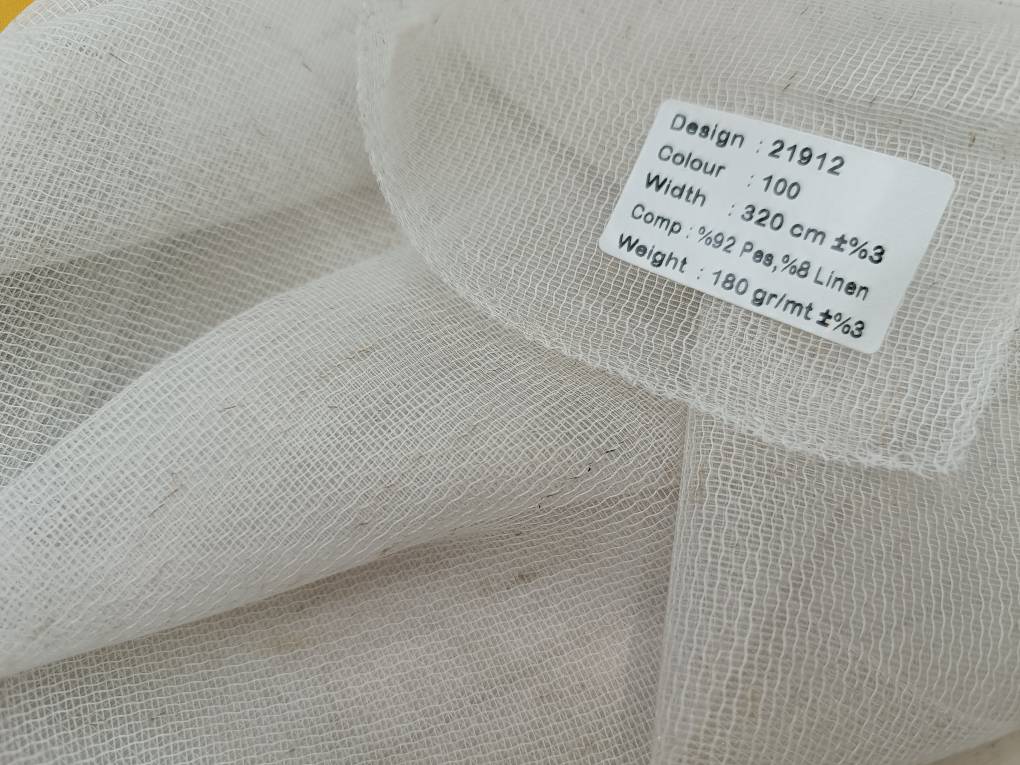 Design : 21912
Colour : 100
Width : 320 cm ±%3
Comp : %92 Pes,%8 Linen
Weight : 180 gr/mt ±%3